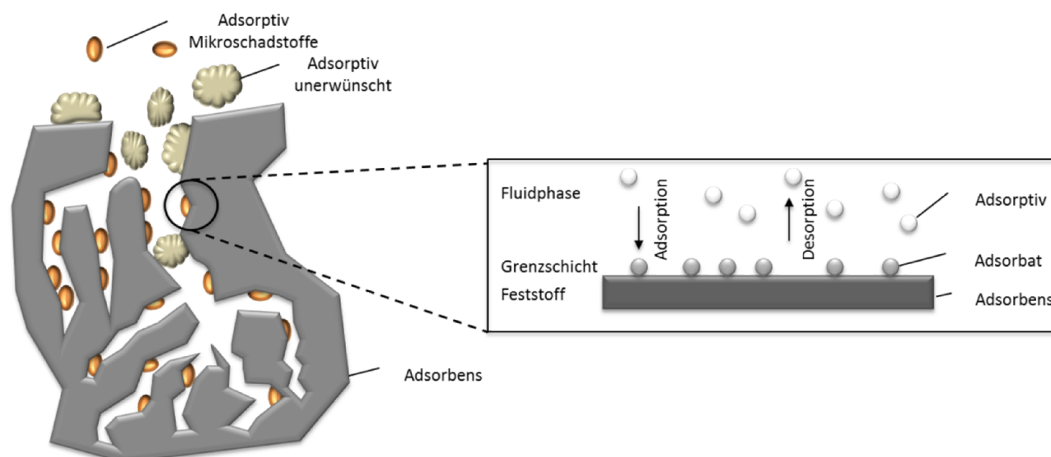 Adsorptiv
Mikroschadstoffe
Adsorptiv
unerwünscht
Adsorbens
Fluidphase
Adsorption
Desorption
Adsorptiv
Grenzschicht
Adsorbat
Feststoff
Adsorbens